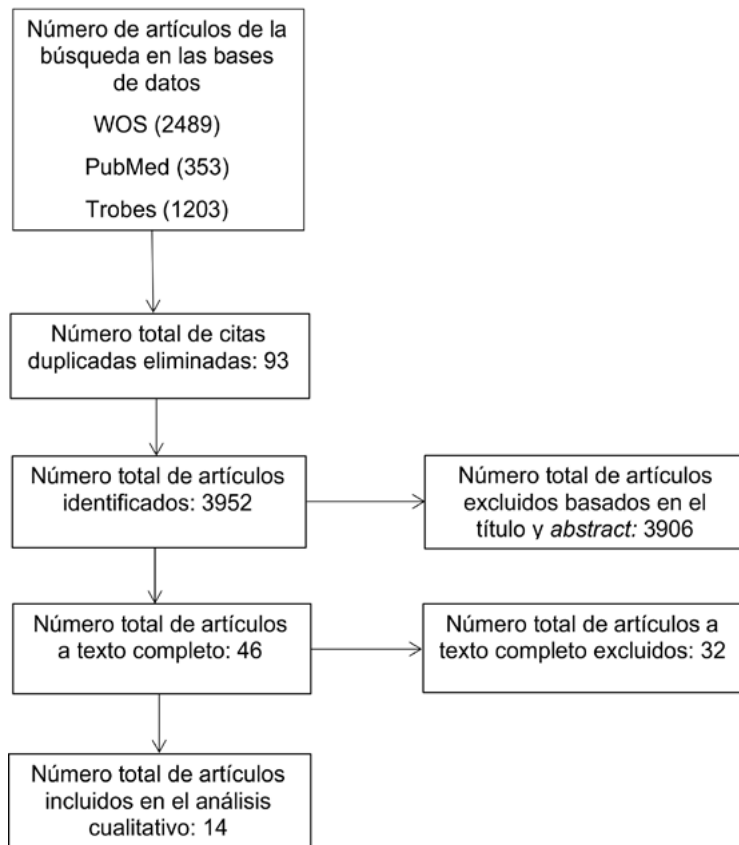 Número de artículos de la
búsqueda en las bases
de datos
WOS (2489)
PubMed (353)
Trobes (1203)
Número total de citas
duplicadas eliminadas: 93
Número total de artículos
identificados: 3952
Número total de artículos
excluidos basados en el
título y abstract: 3906
Número total de artículos
a texto completo: 46
Número total de artículos a
texto completo excluidos: 32
Número total de artículos
incluidos en el análisis
cualitativo: 14